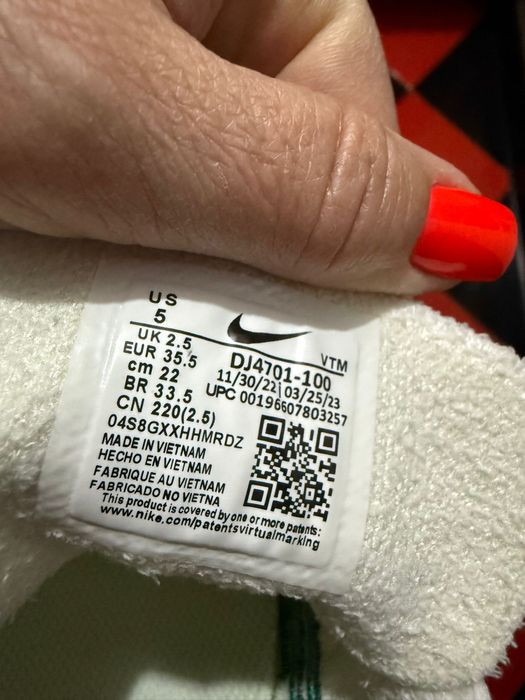 US
5
UK 2.5
EUR 35.5
cm 22
BR 33.5
CN 220(2.5)
VTM
DJ4701-100
11/30/22 03/25/23
UPC 00196607803257
04S8GXXHHMRDZ
MADE IN VIETNAM
HECHO EN VIETNAM
FABRIQUE AU VIETNAM
FABRICADO NO VIETNA
This product is covered by one or more patents:
www.nike.com/patentsvirtualmarking